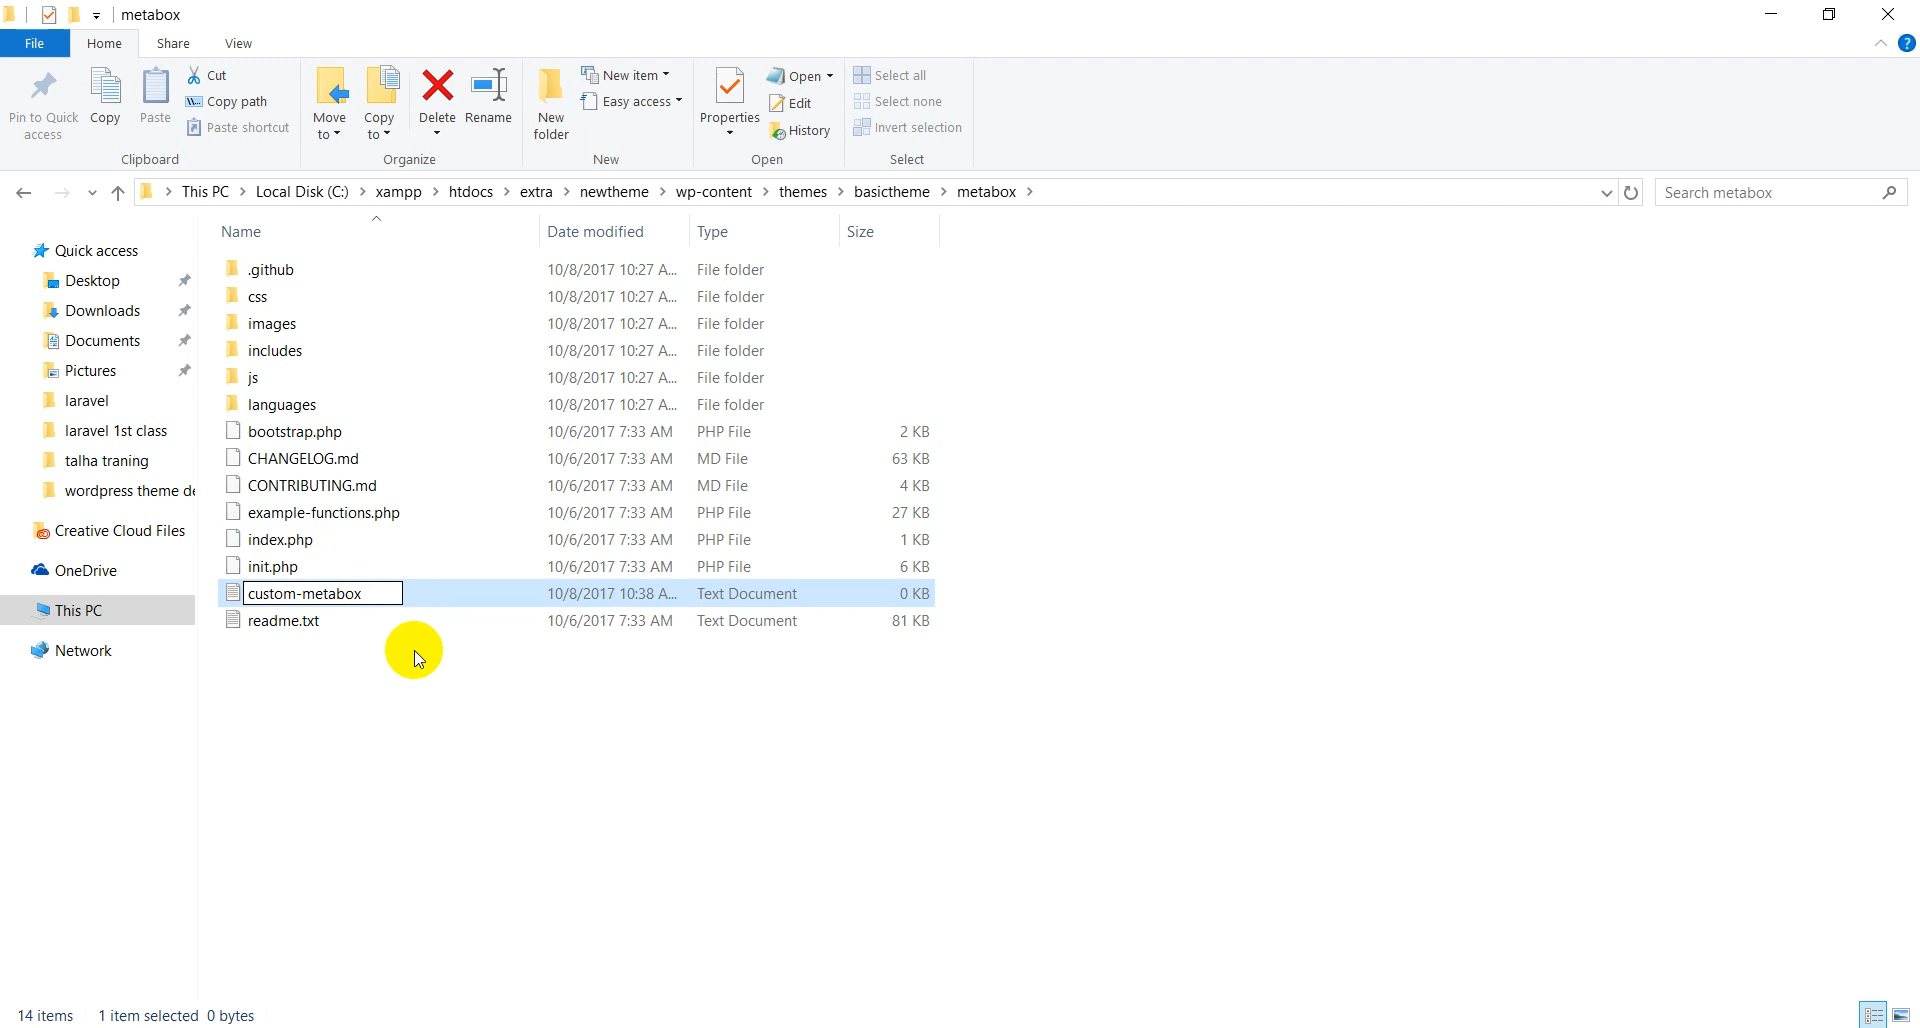 metabox
File Home Share View
Pin to Quick access
Copy
Paste
Cut
Copy path
Paste shortcut
Clipboard
Move to
Copy to
Delete
Rename
Organize
New folder
New item
Easy access
New
Properties
Open
Edit
History
Open
Select all
Select none
Invert selection
Select
This PC Local Disk (C:) xampp htdocs extra newtheme wp-content themes basictheme metabox
Search metabox
Quick access
Desktop
Downloads
Documents
Pictures
laravel
laravel 1st class
talha traning
wordpress theme de
Creative Cloud Files
OneDrive
This PC
Network
Name Date modified Type Size
.github 10/8/2017 10:27 A... File folder
css 10/8/2017 10:27 A... File folder
images 10/8/2017 10:27 A... File folder
includes 10/8/2017 10:27 A... File folder
js 10/8/2017 10:27 A... File folder
languages 10/8/2017 10:27 A... File folder
bootstrap.php 10/6/2017 7:33 AM PHP File 2 KB
CHANGELOG.md 10/6/2017 7:33 AM MD File 63 KB
CONTRIBUTING.md 10/6/2017 7:33 AM MD File 4 KB
example-functions.php 10/6/2017 7:33 AM PHP File 27 KB
index.php 10/6/2017 7:33 AM PHP File 1 KB
init.php 10/6/2017 7:33 AM PHP File 6 KB
custom-metabox 10/8/2017 10:38 A... Text Document 0 KB
readme.txt 10/6/2017 7:33 AM Text Document 81 KB
14 items 1 item selected 0 bytes